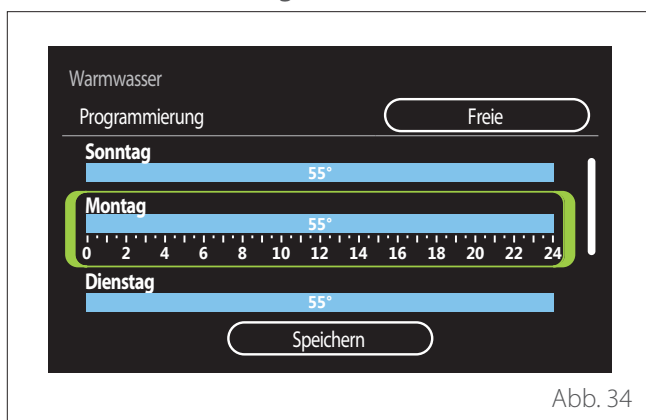 Warmwasser
Programmierung Freie
Sonntag
55°
Montag
55°
0 2 4 6 8 10 12 14 16 18 20 22 24
Dienstag
55°
Speichern
Abb. 34